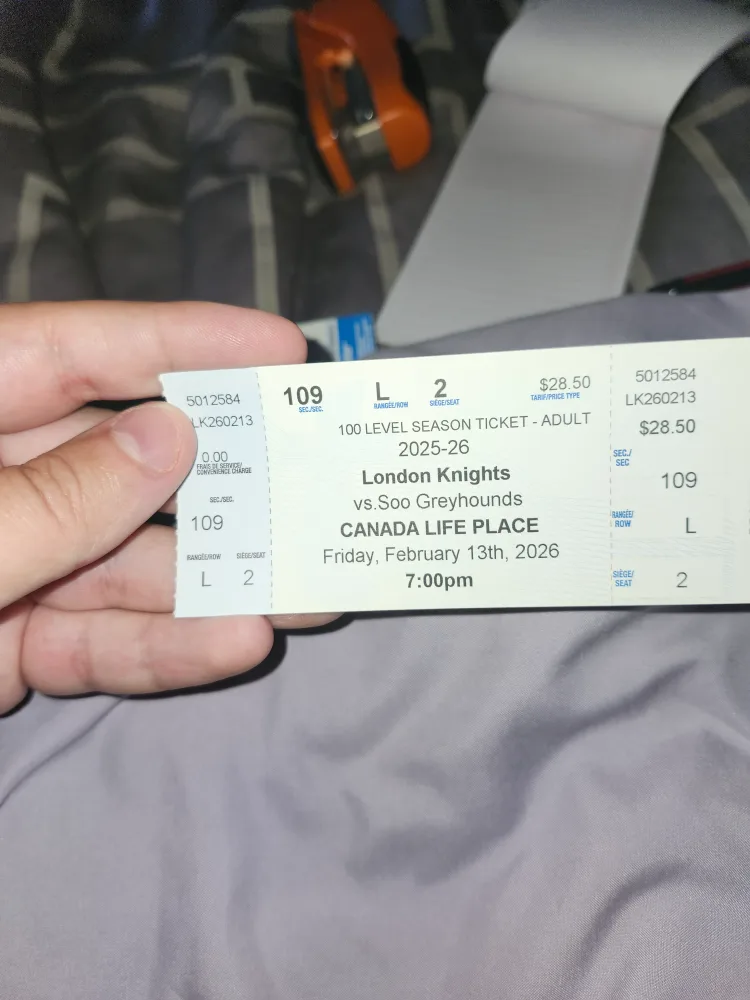 5012584
LK260213
0.00
FRAIS DE SERVICE/
CONVENIENCE CHARGE
SEC./SEC.
109
RANGÉE/ROW SIÈGE/SEAT
L 2
109 L 2 $28.50
SEC./SEC. RANGÉE/ROW SIÈGE/SEAT TARIF/PRICE TYPE
100 LEVEL SEASON TICKET - ADULT
2025-26
London Knights
vs.Soo Greyhounds
CANADA LIFE PLACE
Friday, February 13th, 2026
7:00pm
5012584
LK260213
$28.50
SEC./
SEC
109
RANGÉE/
ROW
L
SIÈGE/
SEAT
2